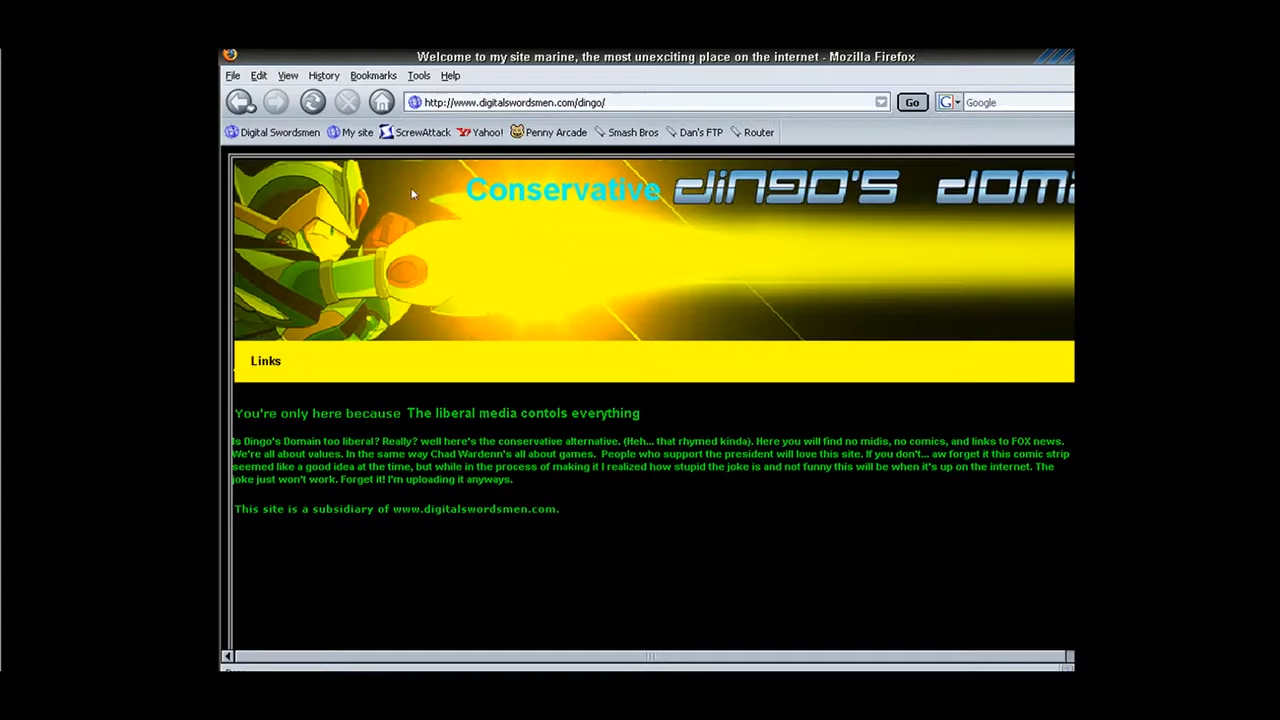 Welcome to my site marine, the most unexciting place on the internet - Mozilla Firefox
File Edit View History Bookmarks Tools Help
http://www.digitalswordsmen.com/dingo/ Go G Google
Digital Swordsmen My site ScrewAttack Yahoo! Penny Arcade Smash Bros Dan's FTP Router
Conservative dingo's doma
Links
You're only here because The liberal media contols everything
Is Dingo's Domain too liberal? Really? well here's the conservative alternative. (Heh... that rhymed kinda). Here you will find no midis, no comics, and links to FOX news.
We're all about values. In the same way Chad Wardenn's all about games. People who support the president will love this site. If you don't... aw forget it this comic strip
seemed like a good idea at the time, but while in the process of making it I realized how stupid the joke is and not funny this will be when it's up on the internet. The
joke just won't work. Forget it! I'm uploading it anyways.
This site is a subsidiary of www.digitalswordsmen.com.